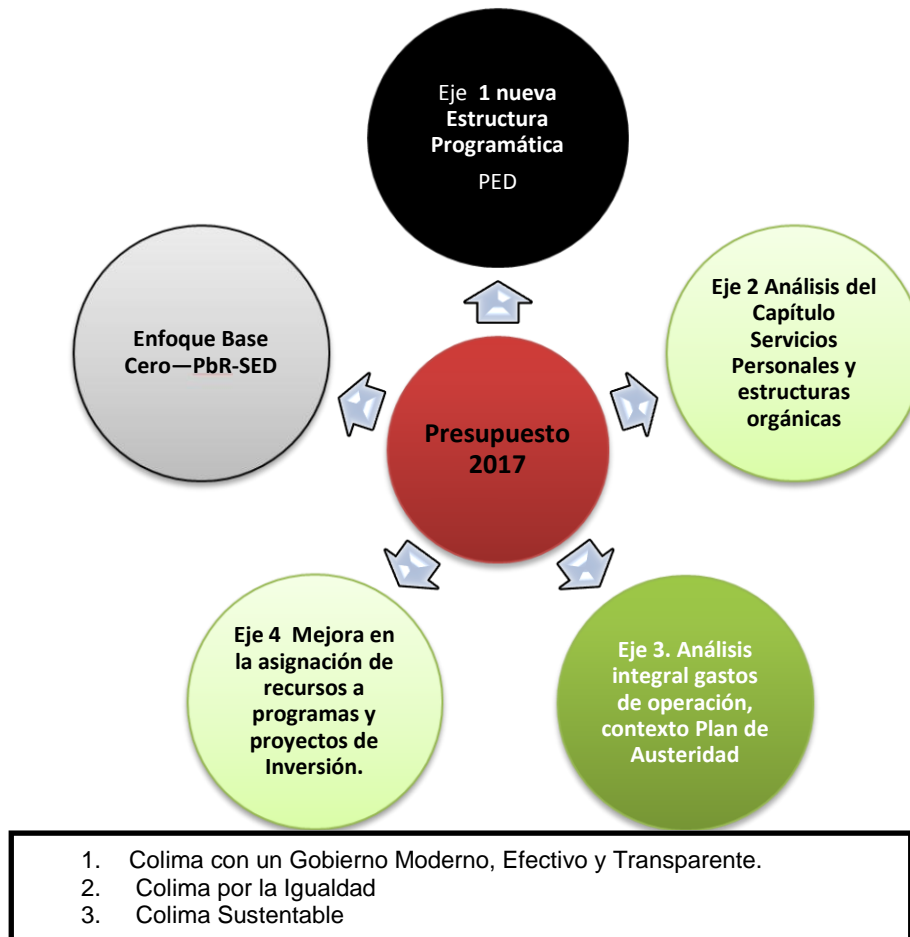 Eje 1 nueva
Estructura
Programática
PED
Enfoque Base
Cero—PbR-SED
Eje 2 Análisis del
Capítulo
Servicios
Personales y
estructuras
orgánicas
Presupuesto
2017
Eje 4 Mejora en
la asignación de
recursos a
programas y
proyectos de
Inversión.
Eje 3. Análisis
integral gastos
de operación,
contexto Plan de
Austeridad
1. Colima con un Gobierno Moderno, Efectivo y Transparente.
2. Colima por la Igualdad
3. Colima Sustentable